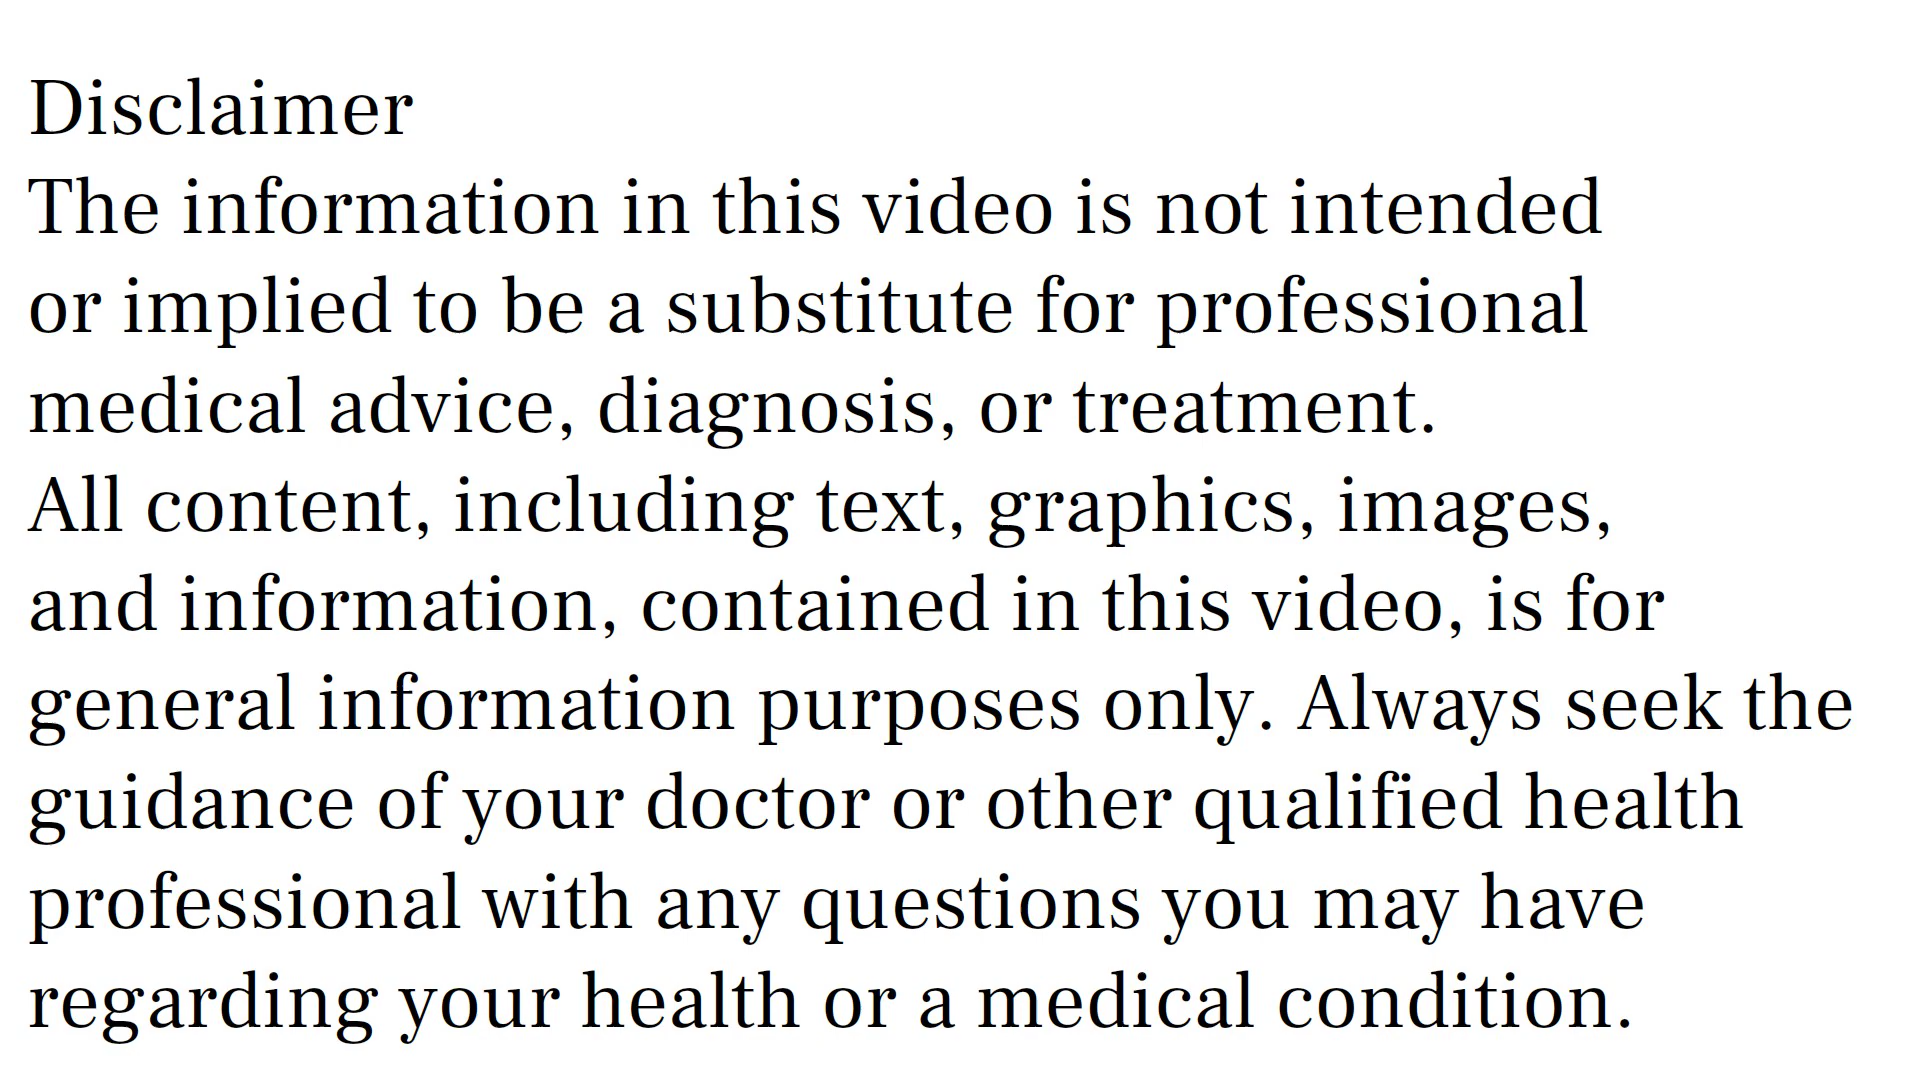 Disclaimer
The information in this video is not intended
or implied to be a substitute for professional
medical advice, diagnosis, or treatment.
All content, including text, graphics, images,
and information, contained in this video, is for
general information purposes only. Always seek the
guidance of your doctor or other qualified health
professional with any questions you may have
regarding your health or a medical condition.